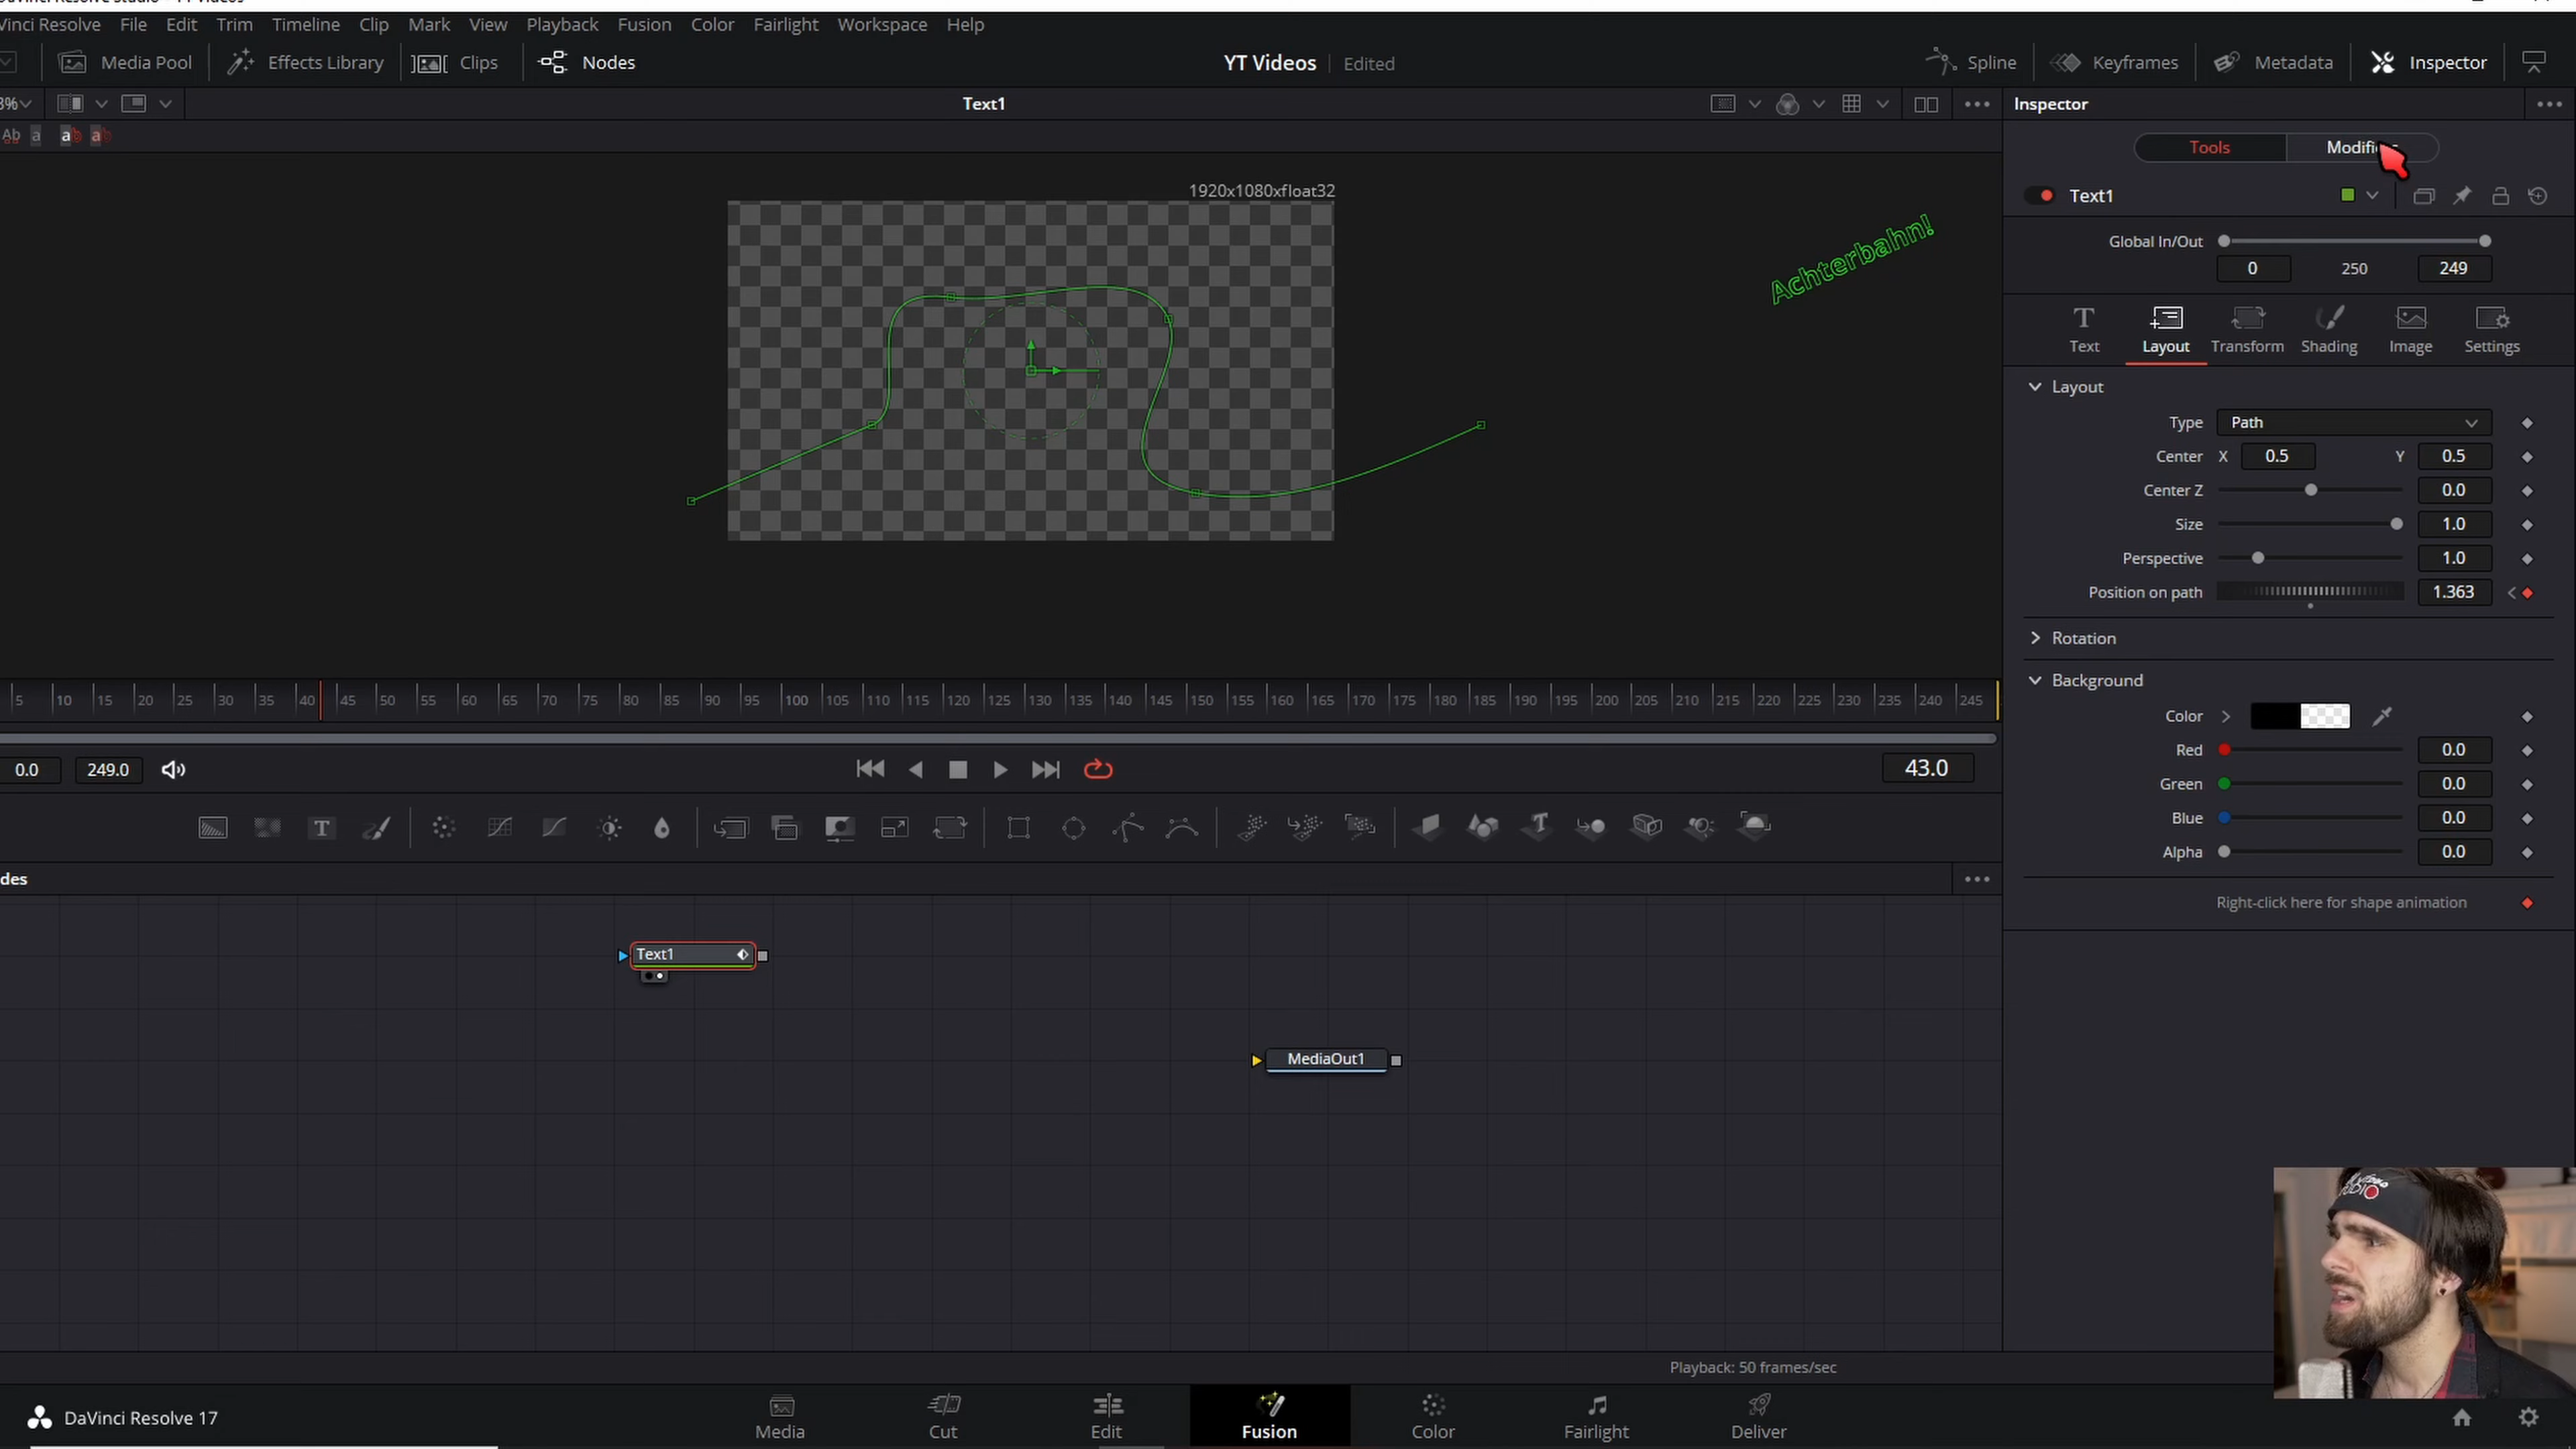 Vinci Resolve File Edit Trim Timeline Clip Mark View Playback Fusion Color Fairlight Workspace Help
Media Pool Effects Library Clips Nodes YT Videos Edited Spline Keyframes Metadata Inspector
Text1 Inspector
Ab a ab ab
Tools
1920x1080xfloat32
Text1
Achterbahn!
Global In/Out
0 250 249
Text Layout Transform Shading Image Settings
Layout
Type Path
Center X 0.5 Y 0.5
Center Z 0.0
Size 1.0
Perspective 1.0
Position on path 1.363
Rotation
Background
5 10 15 20 25 30 35 40 45 50 55 60 65 70 75 80 85 90 95 100 105 110 115 120 125 130 135 140 145 150 155 160 165 170 175 180 185 190 195 200 205 210 215 220 225 230 235 240 245
Color
Red 0.0
0.0 249.0 43.0
Green 0.0
Blue 0.0
Alpha 0.0
des
Right-click here for shape animation
Text1
MediaOut1
Playback: 50 frames/sec
DaVinci Resolve 17
Media Cut Edit Fusion Color Fairlight Deliver